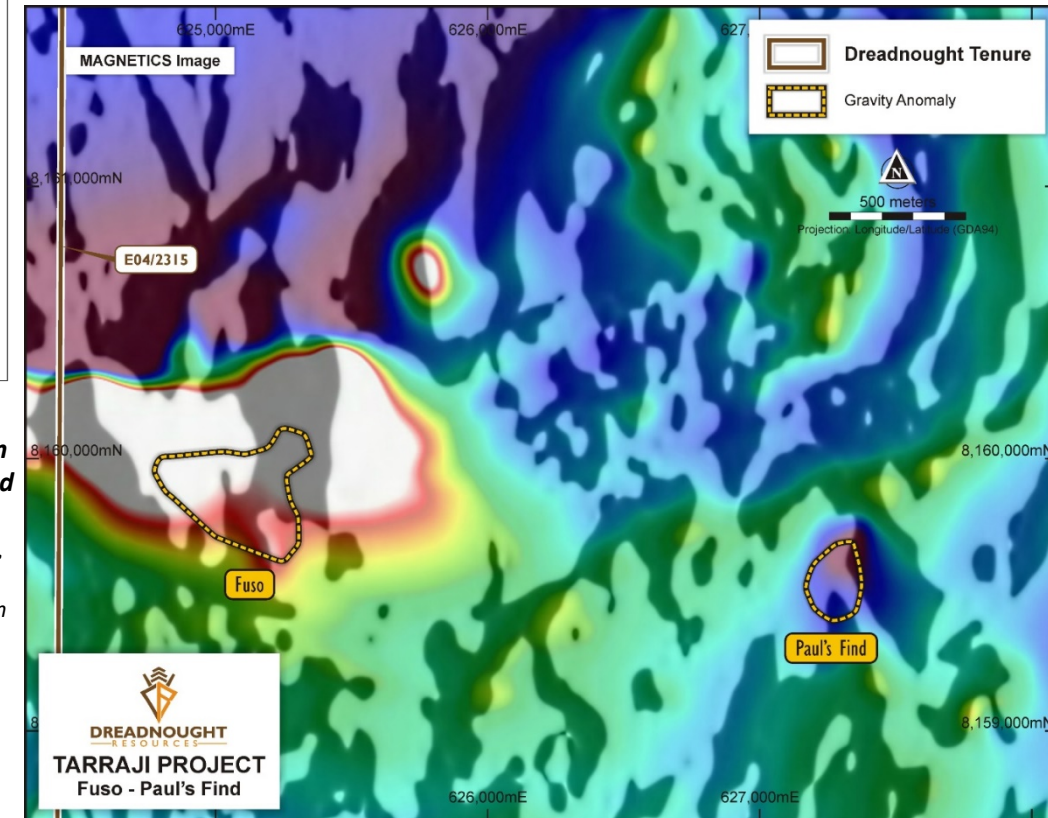 625,000mE
626,000mE
627,
MAGNETICS Image
Dreadnought Tenure
Gravity Anomaly
N
500 meters
Projection: Longitude/Latitude (GDA94)
8,161,000mN
E04/2315
8,160,000mN
8,160,000mN
Fuso
Paul's Find
8,
8,159,000mN
DREADNOUGHT
RESOURCES
TARRAJI PROJECT
Fuso - Paul's Find
626,000mE
627,000mE